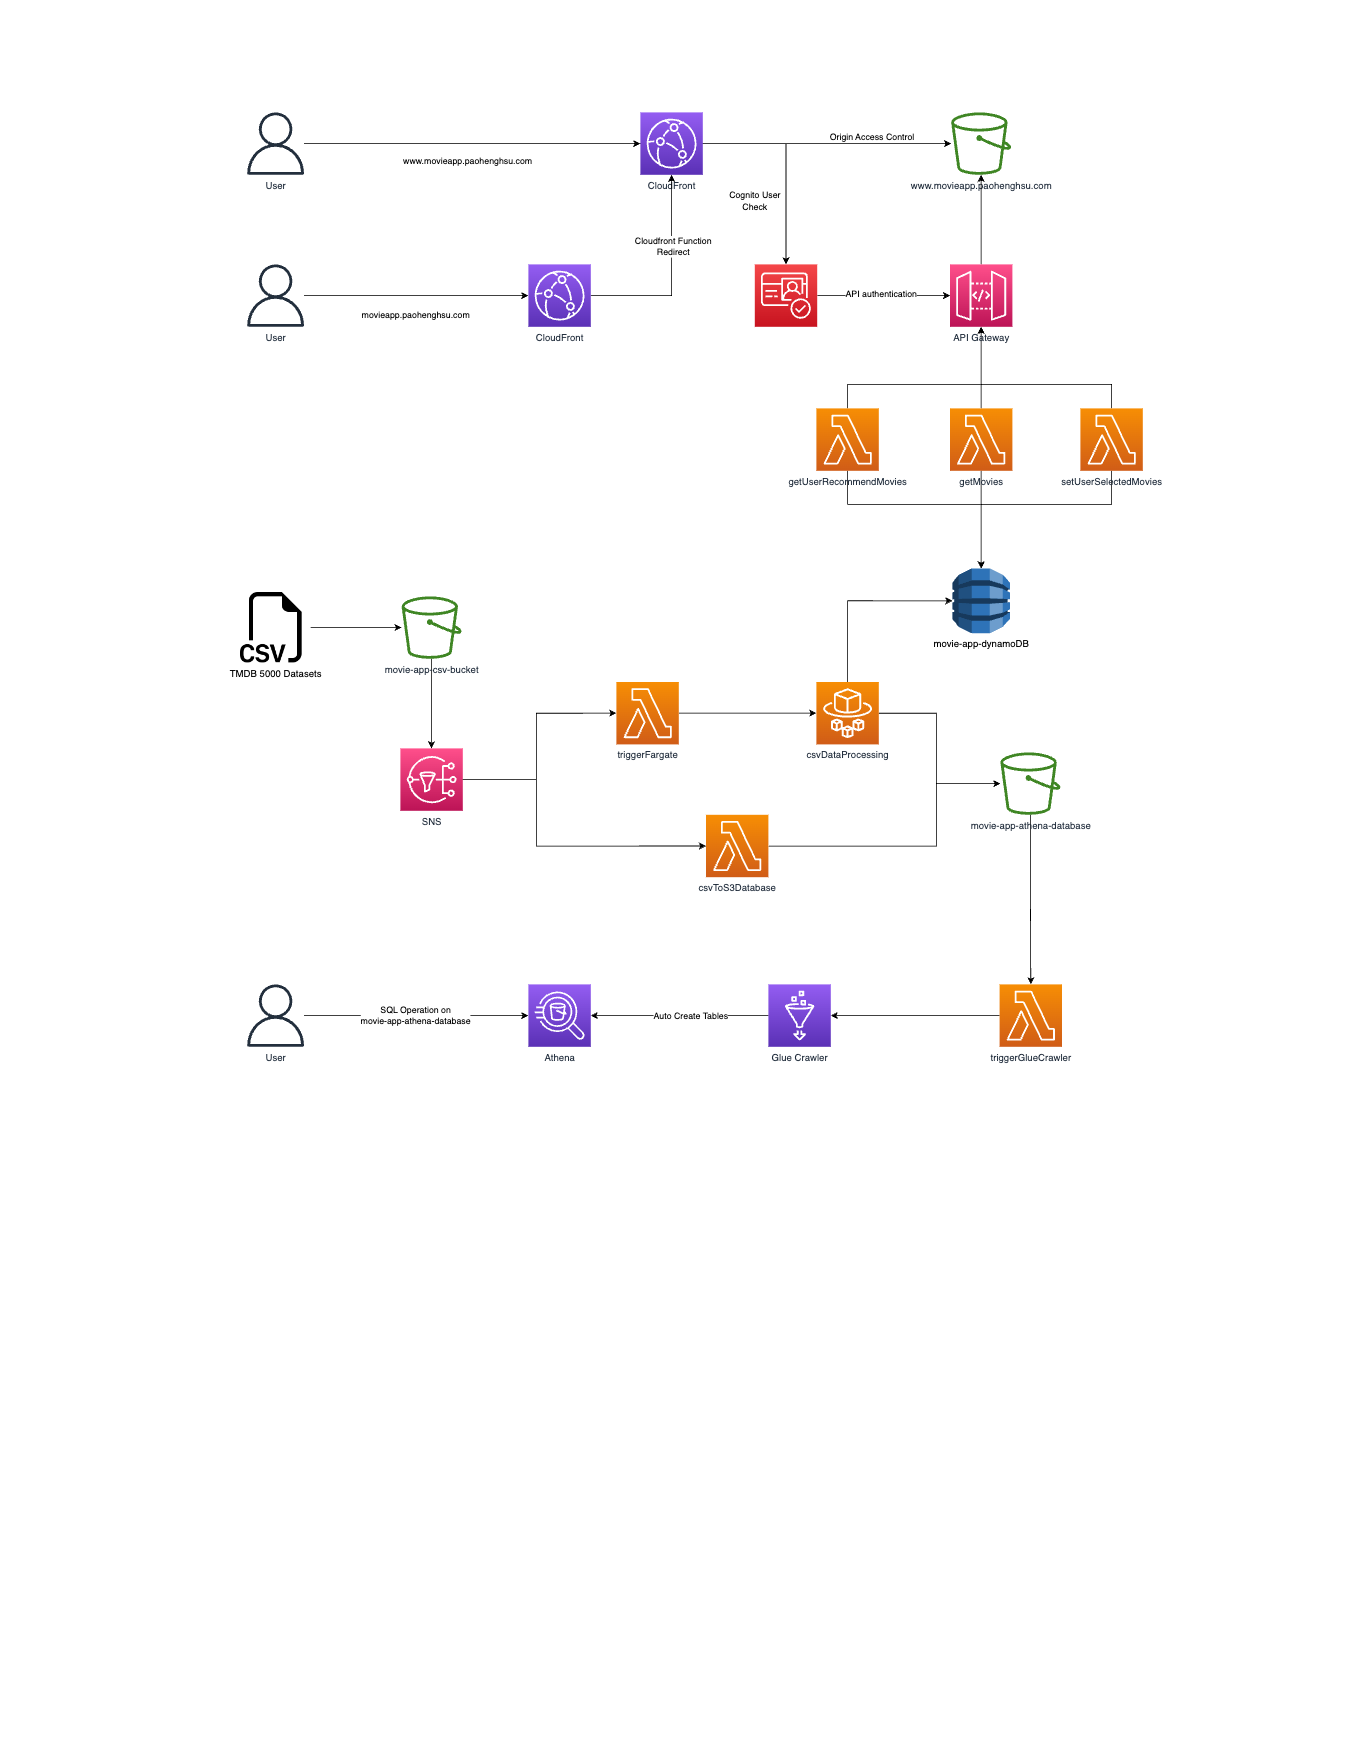 www.movieapp.paohenghsu.com
Origin Access Control
User
CloudFront
www.movieapp.paohenghsu.com
Cognito User
Check
Cloudfront Function
Redirect
movieapp.paohenghsu.com
API authentication
User
CloudFront
API Gateway
getUserRecommendMovies
getMovies
setUserSelectedMovies
CSV
TMDB 5000 Datasets
movie-app-csv-bucket
movie-app-dynamoDB
triggerFargate
csvDataProcessing
SNS
movie-app-athena-database
csvToS3Database
SQL Operation on
movie-app-athena-database
Auto Create Tables
User
Athena
Glue Crawler
triggerGlueCrawler